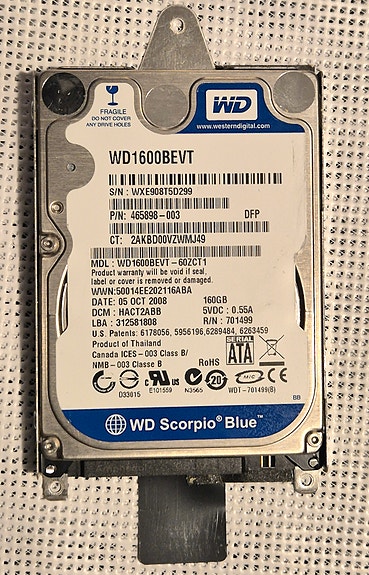 FRAGILE
DO NOT COVER
ANY DRIVE HOLES
WD
www.westerndigital.com
WD1600BEVT
S/N: WXE908T5D299
P/N: 465898-003 DFP
CT: 2AKBD00VZWMJ49
MDL: WD1600BEVT-60ZCT1
Product warranty will be void if seal,
label or cover is removed or damaged.
WWN:50014EE202116ABA
DATE: 05 OCT 2008 160GB
DCM: HACT2ABB 5VDC: 0.55A
LBA: 312581808 R/N: 701499
U.S. Patents: 6178056, 5956196,6289484, 6263459
Product of Thailand
Canada ICES-003 Class B/
NMB-003 Classe B
RoHS
SERIAL
ATA
D33015 E101559 N3565 WDT-701499(B)
BB
WD Scorpio® Blue™